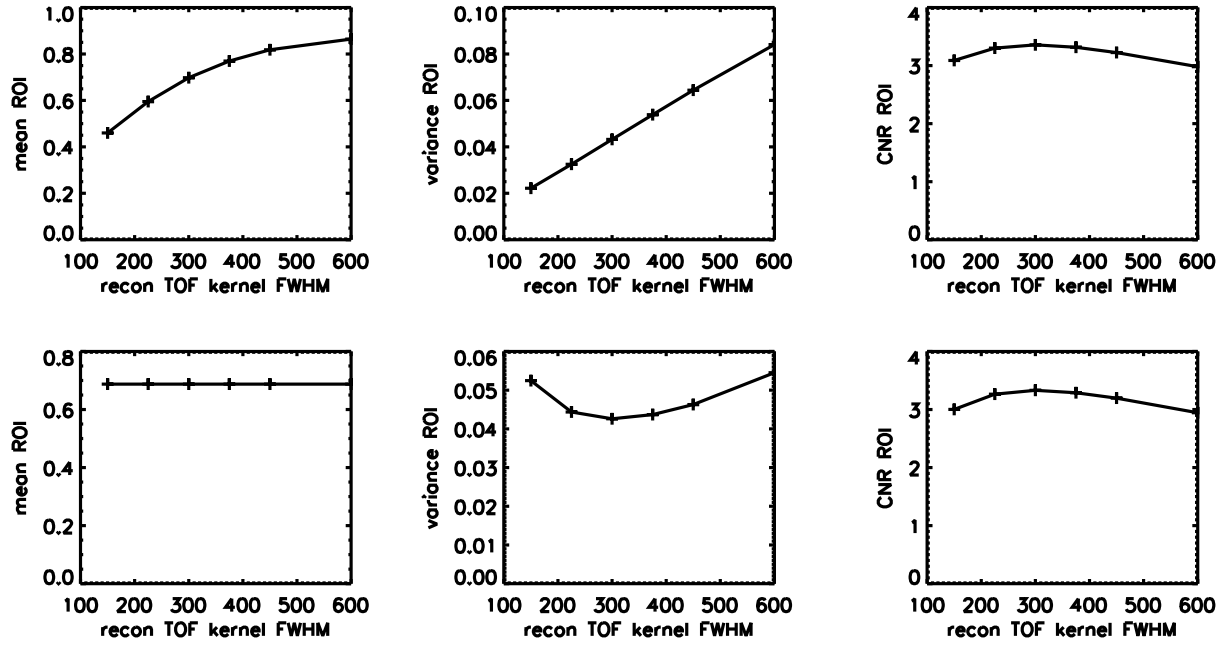 mean ROI
1.0
0.8
0.6
0.4
0.2
0.0
100 200 300 400 500 600
recon TOF kernel FWHM
variance ROI
0.10
0.08
0.06
0.04
0.02
0.00
100 200 300 400 500 600
recon TOF kernel FWHM
CNR ROI
4
3
2
1
0
100 200 300 400 500 600
recon TOF kernel FWHM
mean ROI
0.8
0.6
0.4
0.2
0.0
100 200 300 400 500 600
recon TOF kernel FWHM
variance ROI
0.06
0.05
0.04
0.03
0.02
0.01
0.00
100 200 300 400 500 600
recon TOF kernel FWHM
CNR ROI
4
3
2
1
0
100 200 300 400 500 600
recon TOF kernel FWHM